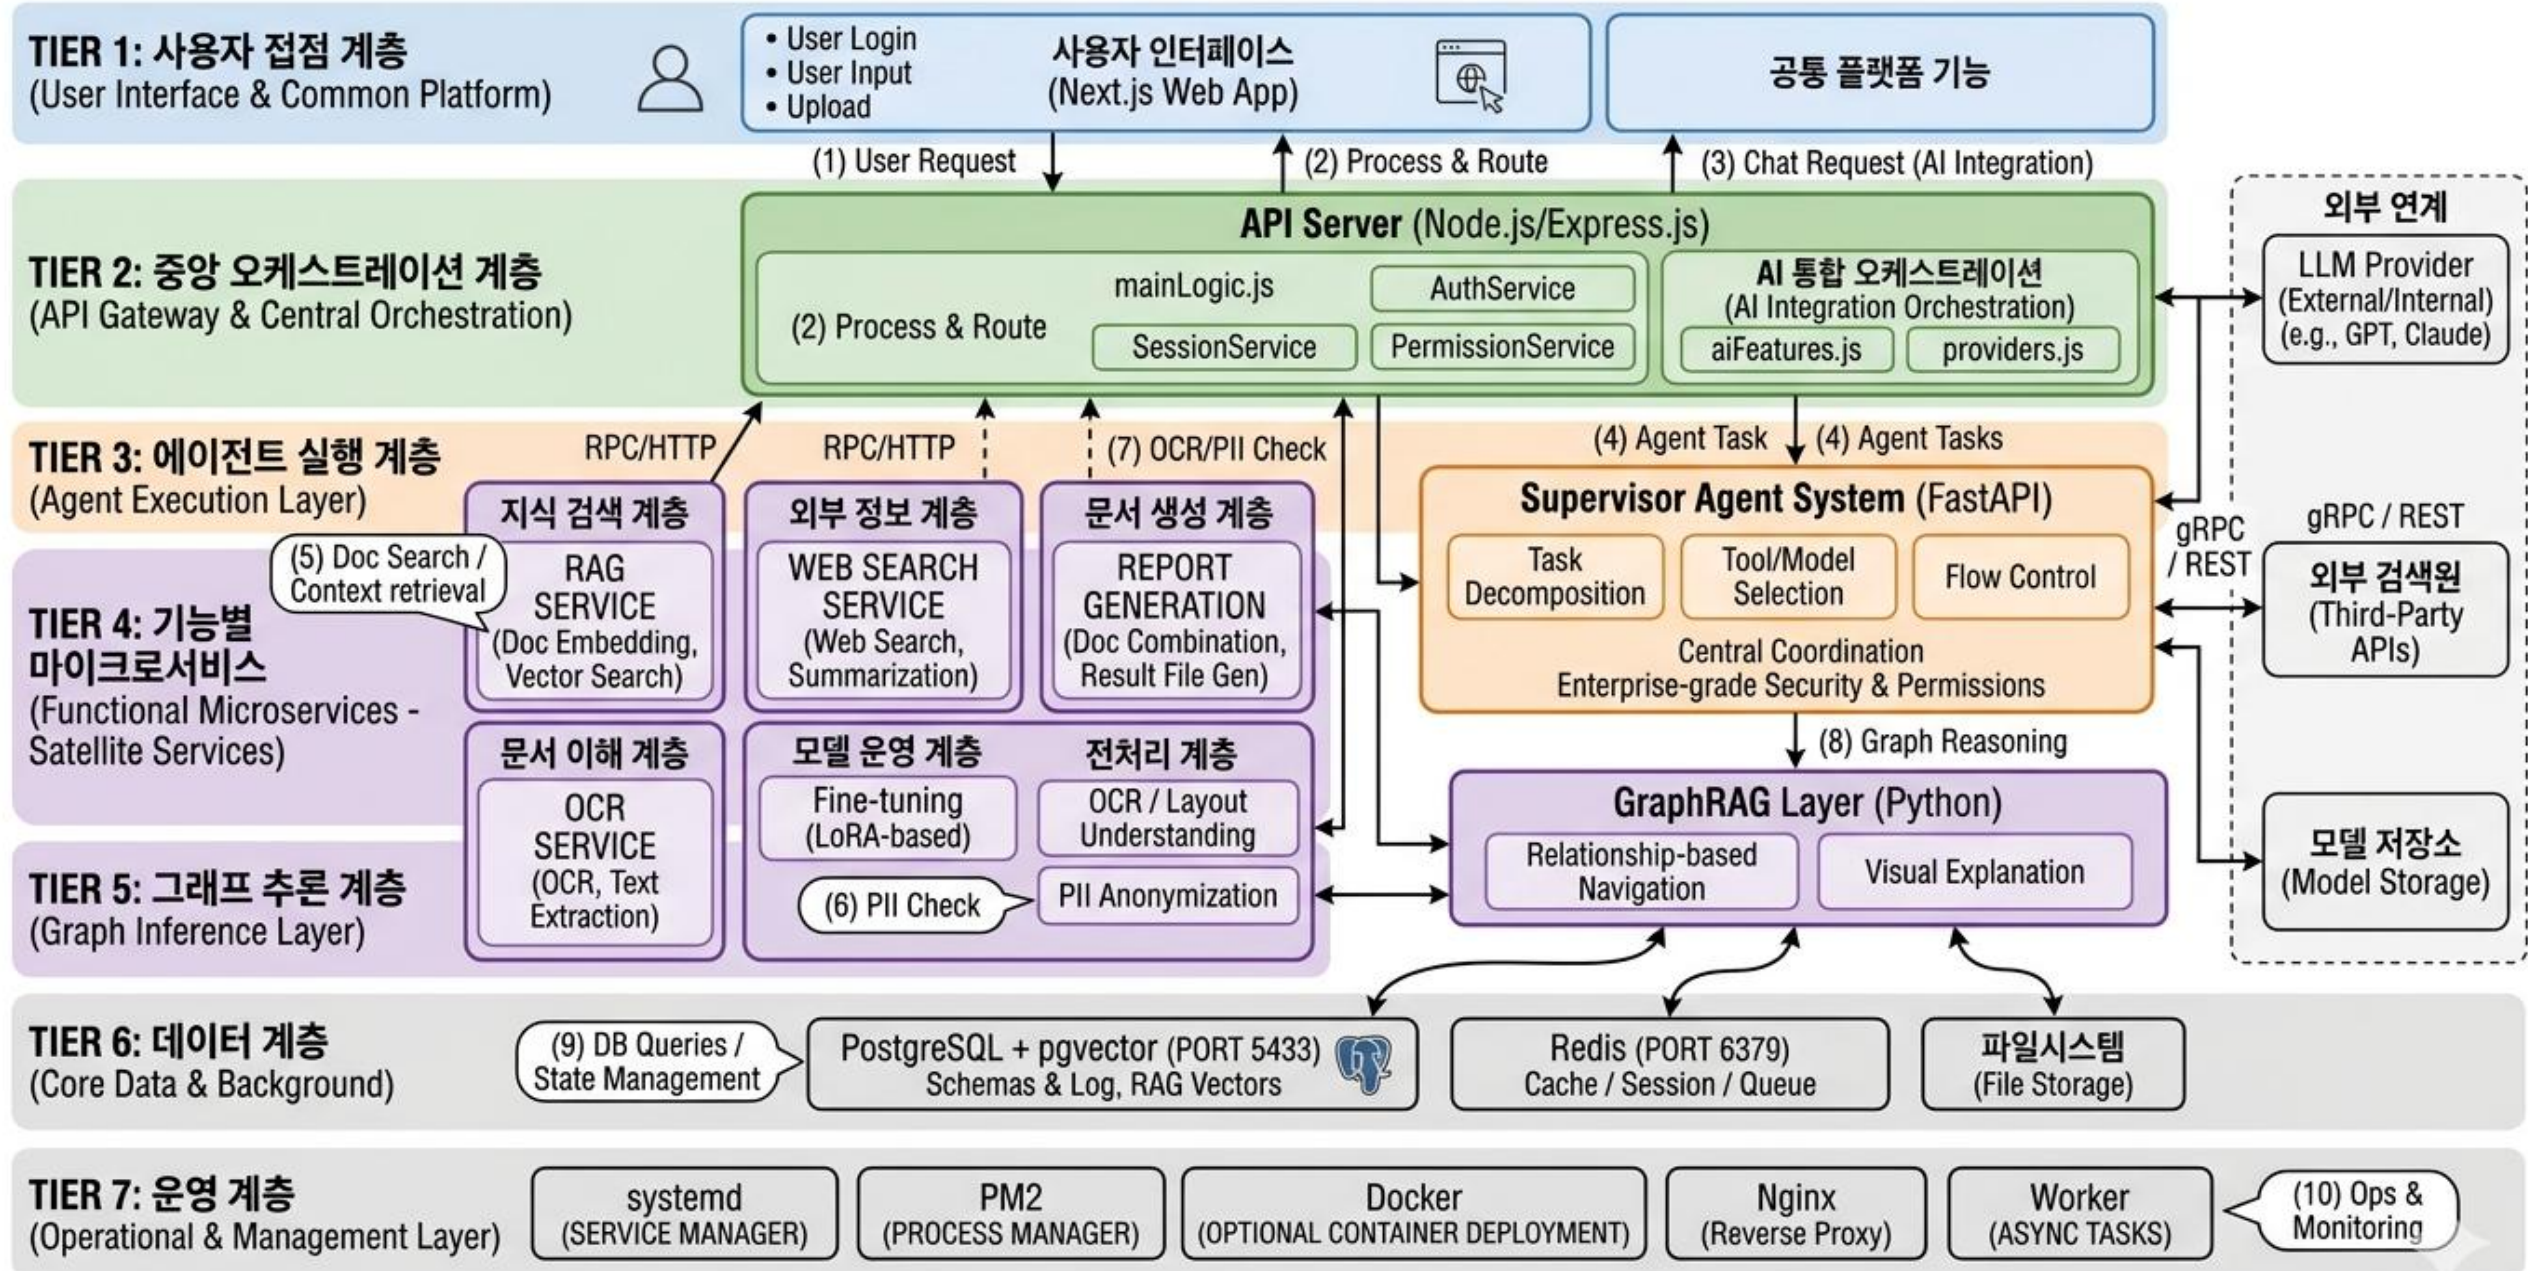 TIER 1: 사용자 접점 계층
(User Interface & Common Platform)
• User Login
• User Input
• Upload
사용자 인터페이스
(Next.js Web App)
공통 플랫폼 기능
(1) User Request
(2) Process & Route
(3) Chat Request (AI Integration)
TIER 2: 중앙 오케스트레이션 계층
(API Gateway & Central Orchestration)
API Server (Node.js/Express.js)
(2) Process & Route
mainLogic.js
AuthService
SessionService
PermissionService
AI 통합 오케스트레이션
(AI Integration Orchestration)
aiFeatures.js
providers.js
외부 연계
LLM Provider
(External/Internal)
(e.g., GPT, Claude)
TIER 3: 에이전트 실행 계층
(Agent Execution Layer)
RPC/HTTP
RPC/HTTP
(7) OCR/PII Check
(4) Agent Task
(4) Agent Tasks
Supervisor Agent System (FastAPI)
Task
Decomposition
Tool/Model
Selection
Flow Control
Central Coordination
Enterprise-grade Security & Permissions
gRPC
/ REST
gRPC / REST
외부 검색원
(Third-Party
APIs)
TIER 4: 기능별
마이크로서비스
(Functional Microservices -
Satellite Services)
(5) Doc Search /
Context retrieval
지식 검색 계층
RAG
SERVICE
(Doc Embedding,
Vector Search)
외부 정보 계층
WEB SEARCH
SERVICE
(Web Search,
Summarization)
문서 생성 계층
REPORT
GENERATION
(Doc Combination,
Result File Gen)
문서 이해 계층
OCR
SERVICE
(OCR, Text
Extraction)
모델 운영 계층
Fine-tuning
(LoRA-based)
전처리 계층
OCR / Layout
Understanding
(6) PII Check
PII Anonymization
(8) Graph Reasoning
GraphRAG Layer (Python)
Relationship-based
Navigation
Visual Explanation
모델 저장소
(Model Storage)
TIER 5: 그래프 추론 계층
(Graph Inference Layer)
TIER 6: 데이터 계층
(Core Data & Background)
(9) DB Queries /
State Management
PostgreSQL + pgvector (PORT 5433)
Schemas & Log, RAG Vectors
Redis (PORT 6379)
Cache / Session / Queue
파일시스템
(File Storage)
TIER 7: 운영 계층
(Operational & Management Layer)
systemd
(SERVICE MANAGER)
PM2
(PROCESS MANAGER)
Docker
(OPTIONAL CONTAINER DEPLOYMENT)
Nginx
(Reverse Proxy)
Worker
(ASYNC TASKS)
(10) Ops &
Monitoring